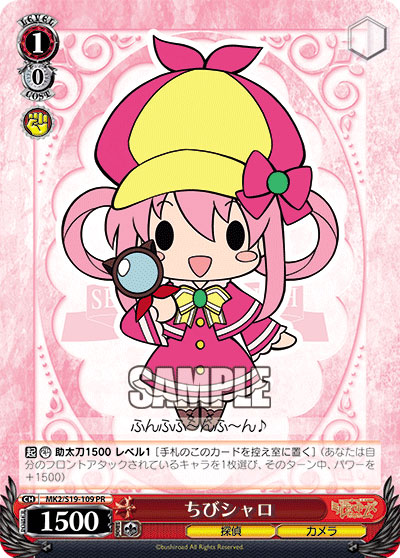 LEVEL
1
0
COST
SAMPLE
ふんふふ〜んふ〜ん♪
起 助太刀1500 レベル1 [手札のこのカードを控え室に置く] (あなたは自
分のフロントアタックされているキャラを1枚選び、そのターン中、パワーを
+1500)
CH MK2/S19-109 PR
POWER
1500
ちびシャロ
探偵
カメラ
©bushiroad All Rights Reserved.